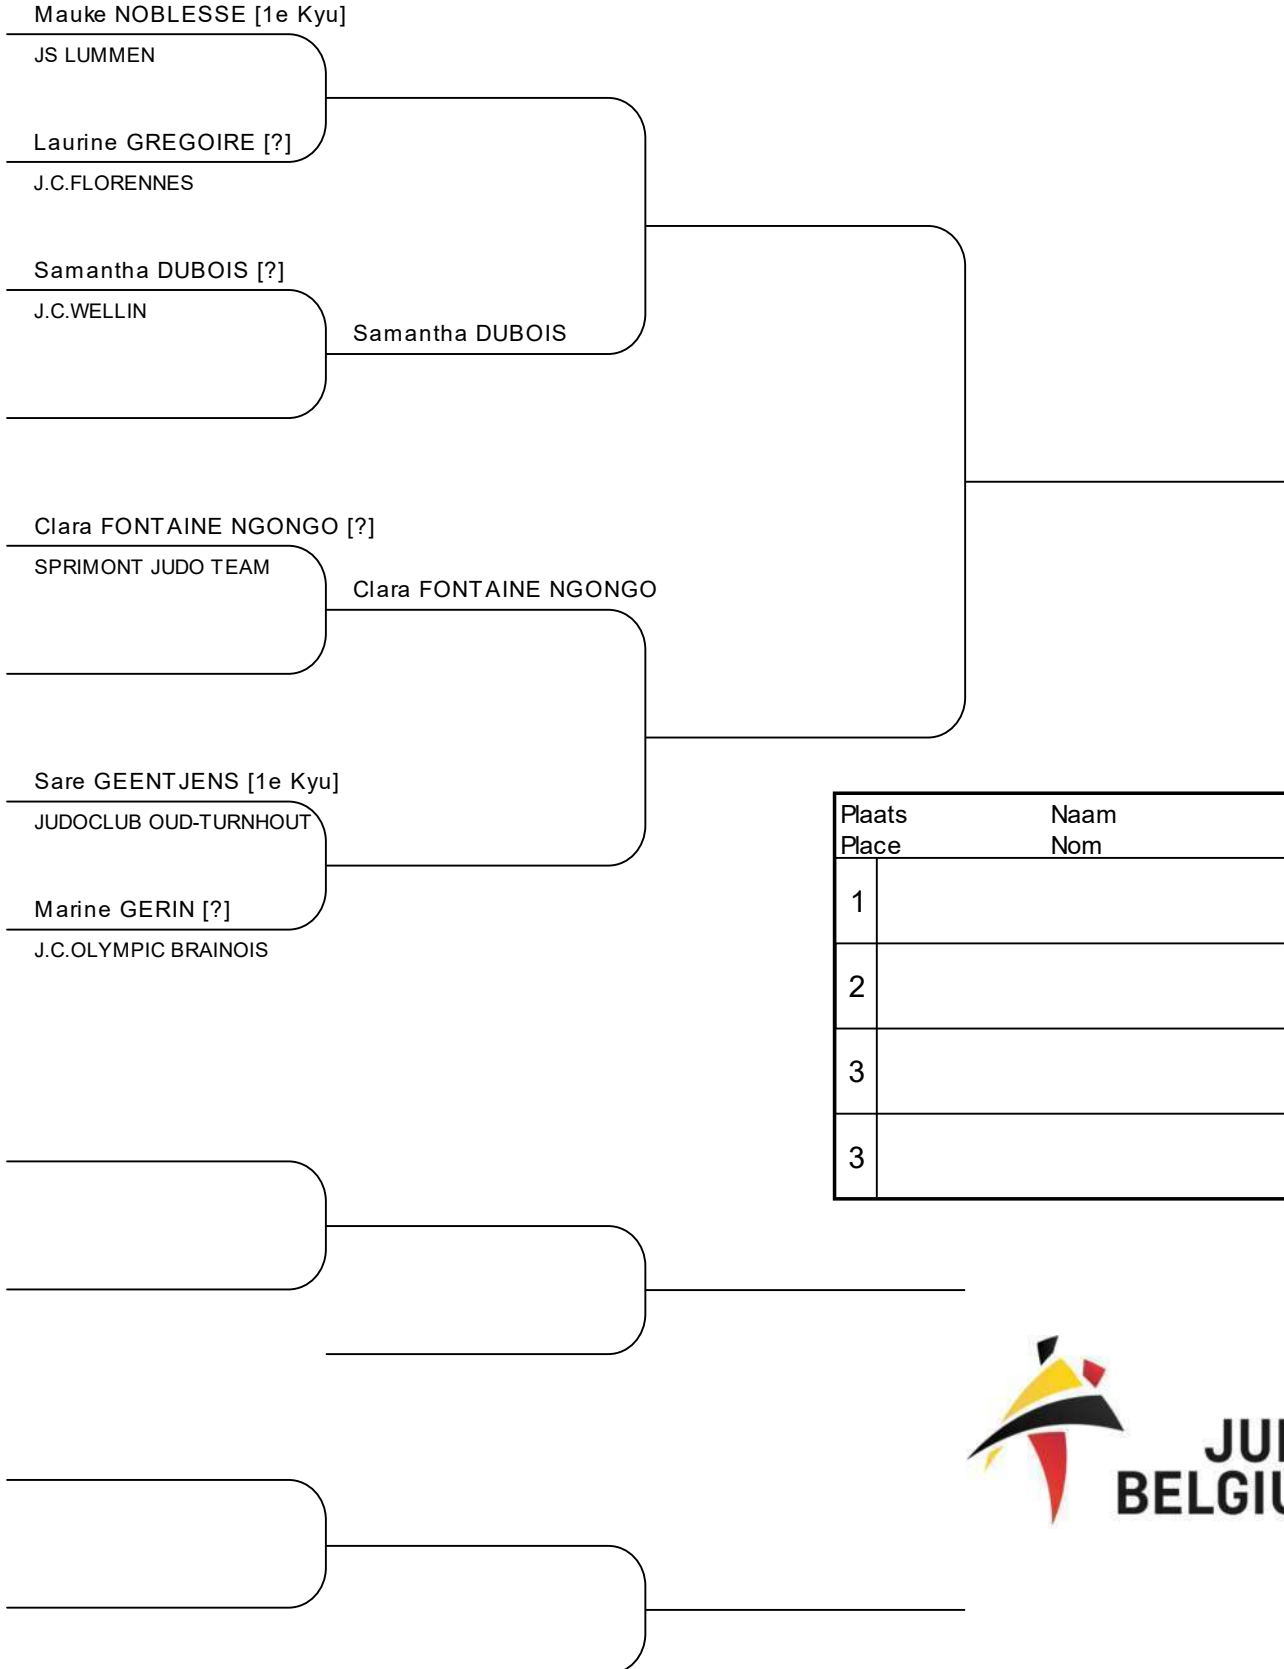 Mauke NOBLESSE [1e Kyu]
JS LUMMEN
Laurine GREGOIRE [?]
J.C.FLORENNES
Samantha DUBOIS [?]
J.C.WELLIN
Samantha DUBOIS
Clara FONTAINE NGONGO [?]
SPRIMONT JUDO TEAM
Clara FONTAINE NGONGO
Sare GEENTJENS [1e Kyu]
JUDOCLUB OUD-TURNHOUT
Marine GERIN [?]
J.C.OLYMPIC BRAINOIS
Plaats Naam
Place Nom
1
2
3
3